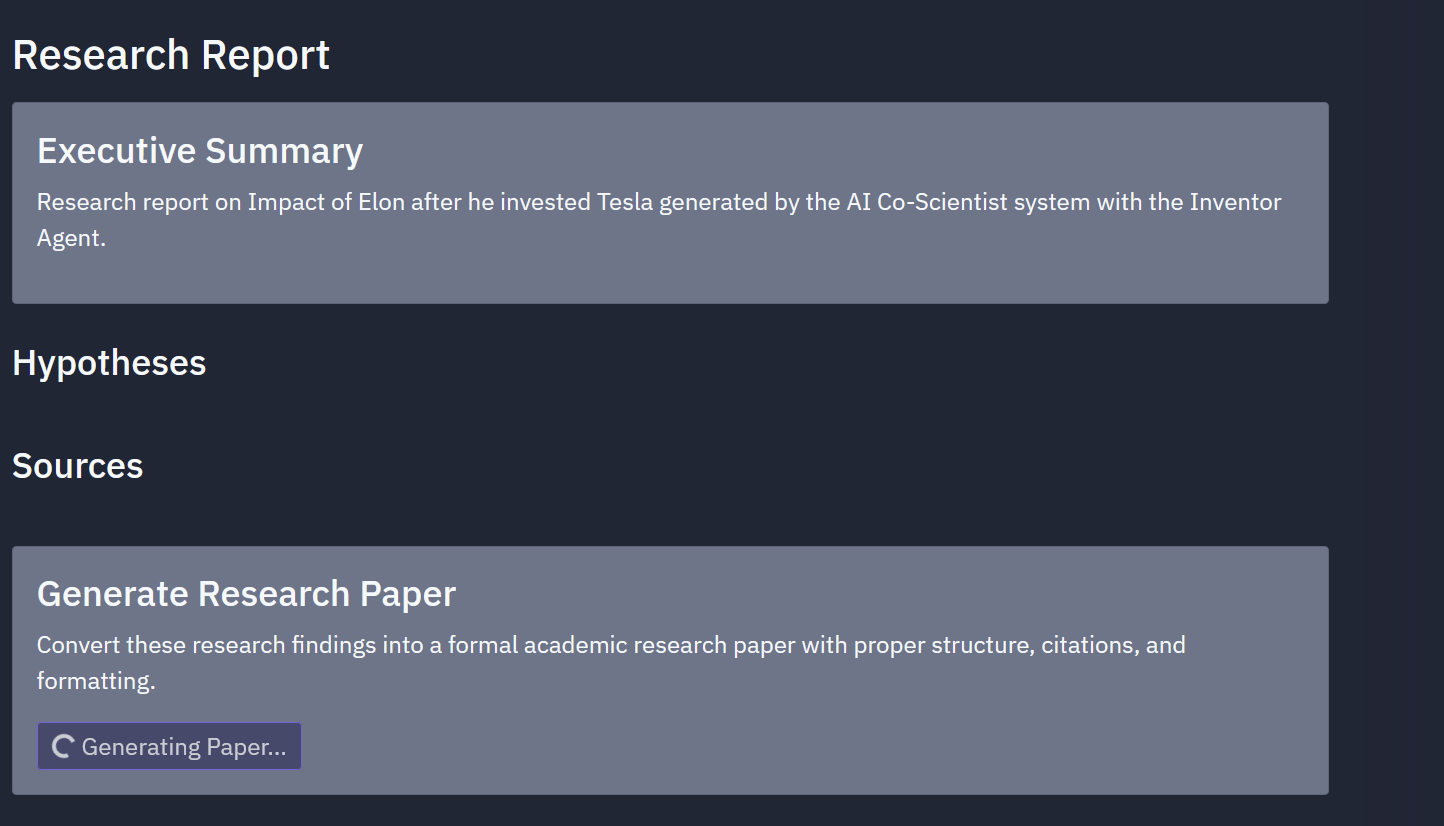 Research Report
Executive Summary
Research report on Impact of Elon after he invested Tesla generated by the AI Co-Scientist system with the Inventor
Agent.
Hypotheses
Sources
Generate Research Paper
Convert these research findings into a formal academic research paper with proper structure, citations, and
formatting.
Generating Paper...